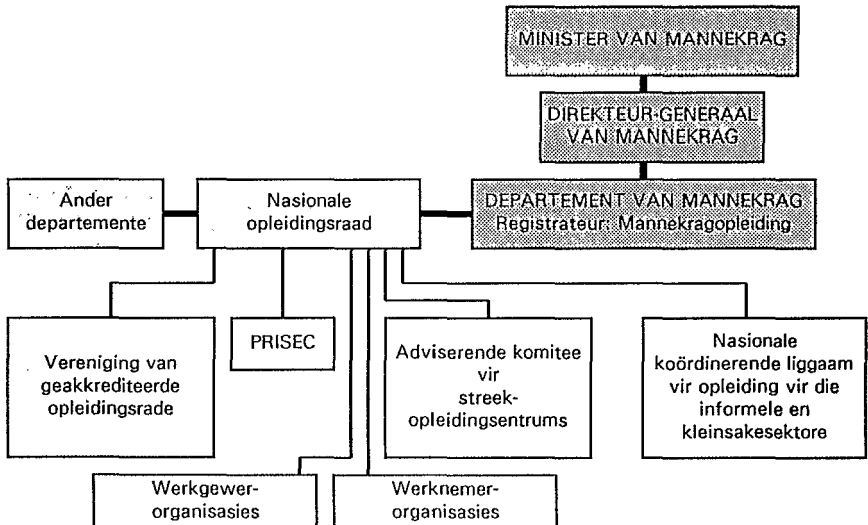 MINISTER VAN MANNEKRAG
DIREKTEUR-GENERAAL
VAN MANNEKRAG
Ander
departemente
Nasionale
opleidingsraad
DEPARTEMENT VAN MANNEKRAG
Registrateur: Mannekragopleiding
Vereniging van
geakkrediteerde
opleidingsrade
PRISEC
Adviserende komitee
vir
streek-
opleidingsentrums
Nasionale
koördinerende liggaam
vir opleiding vir die
informele en
kleinsakesektore
Werkgewer-
organisasies
Werknemer-
organisasies